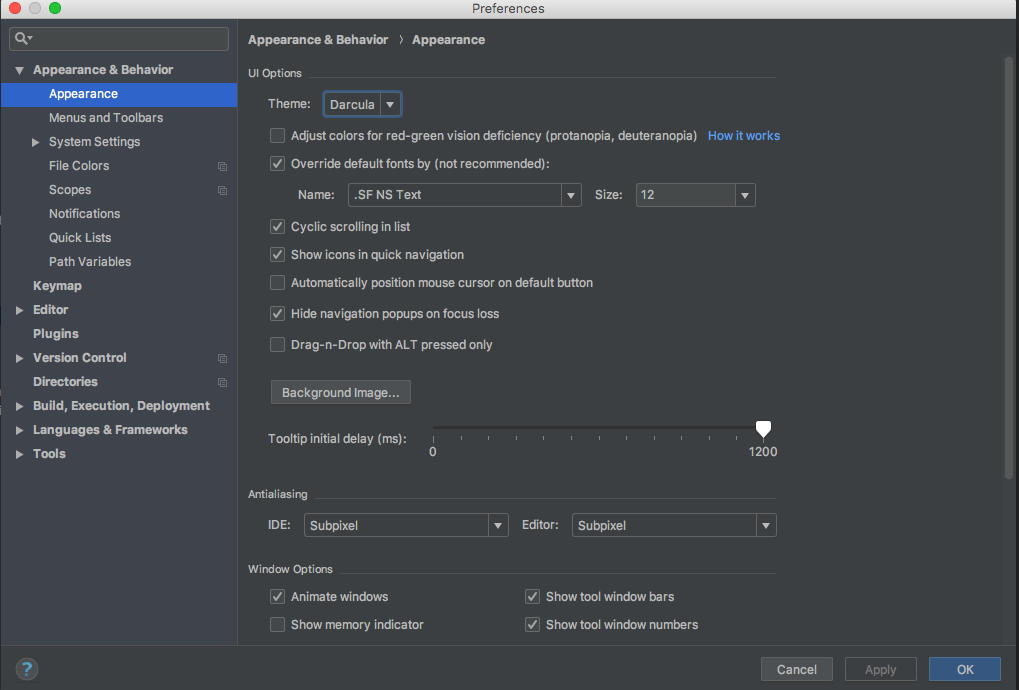 Preferences
Appearance & Behavior
Appearance
Menus and Toolbars
System Settings
File Colors
Scopes
Notifications
Quick Lists
Path Variables
Keymap
Editor
Plugins
Version Control
Directories
Build, Execution, Deployment
Languages & Frameworks
Tools
Appearance & Behavior › Appearance
UI Options
Theme: Darcula
Adjust colors for red-green vision deficiency (protanopia, deuteranopia) How it works
Override default fonts by (not recommended):
Name: .SF NS Text Size: 12
Cyclic scrolling in list
Show icons in quick navigation
Automatically position mouse cursor on default button
Hide navigation popups on focus loss
Drag-n-Drop with ALT pressed only
Background Image...
Tooltip initial delay (ms):
0 1200
Antialiasing
IDE: Subpixel Editor: Subpixel
Window Options
Animate windows Show tool window bars
Show memory indicator Show tool window numbers
? Cancel Apply OK